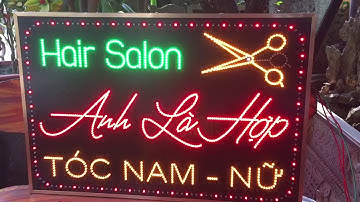 Hair Salon
Anh Lá Hợp
TÓC NAM - NỮ